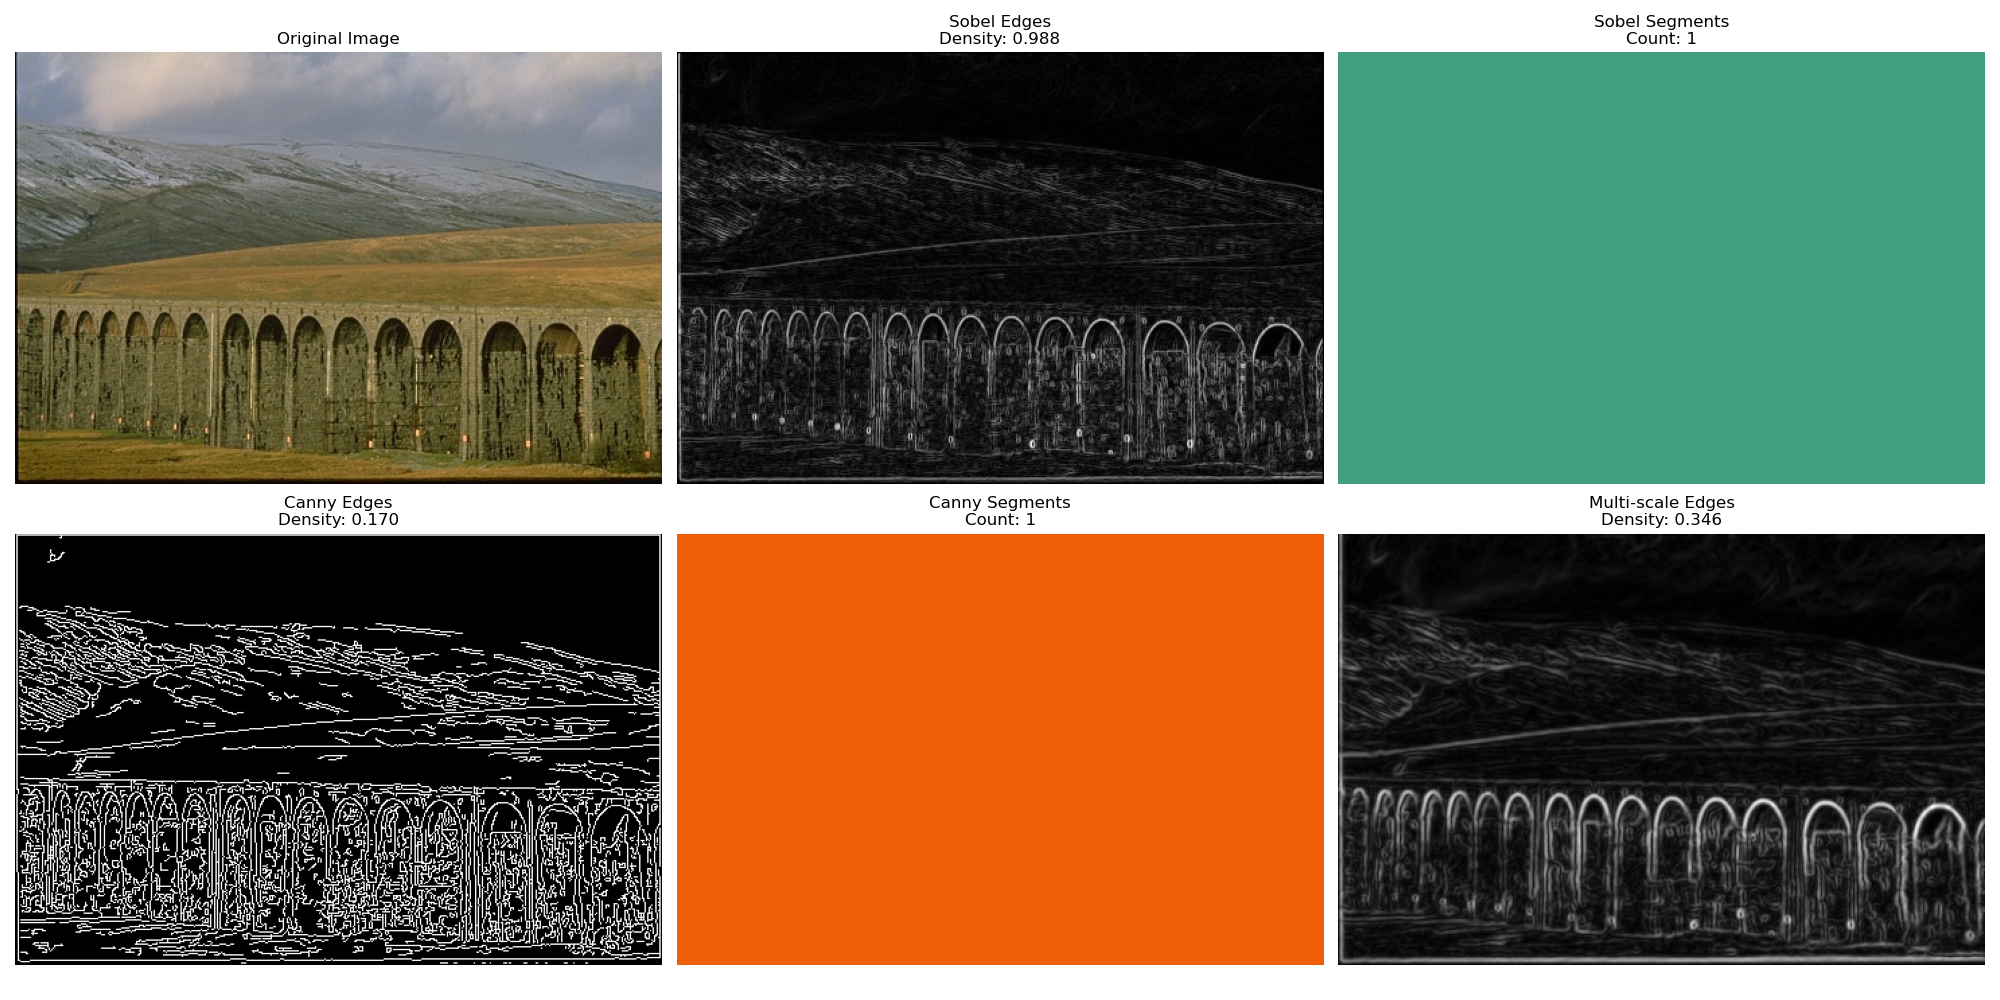 Original Image
Sobel Edges
Density: 0.988
Sobel Segments
Count: 1
Canny Edges
Density: 0.170
Canny Segments
Count: 1
Multi-scale Edges
Density: 0.346